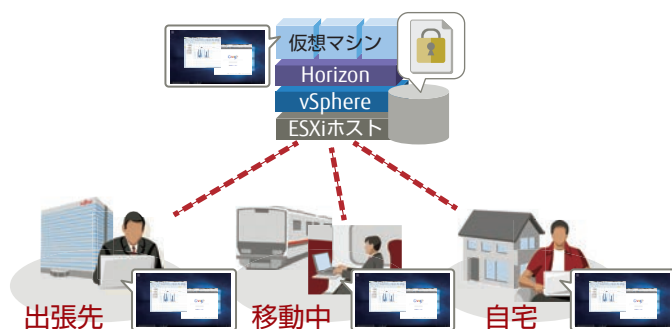 仮想マシン
Horizon
vSphere
ESXiホスト
出張先
移動中
自宅